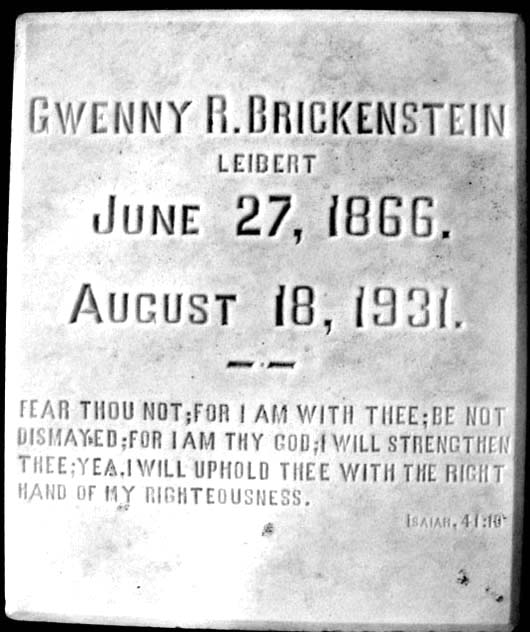 GWENNY R. BRICKENSTEIN
LEIBERT
JUNE 27, 1866.
AUGUST 18, 1931.
FEAR THOU NOT; FOR I AM WITH THEE; BE NOT
DISMAYED; FOR I AM THY GOD; I WILL STRENGTHEN
THEE; YEA, I WILL UPHOLD THEE WITH THE RIGHT
HAND OF MY RIGHTEOUSNESS.
ISAIAH, 41:10